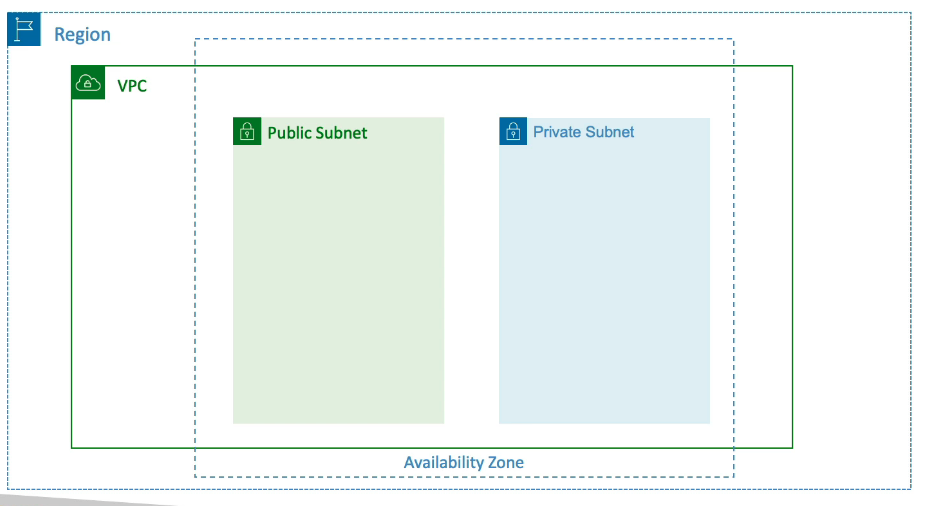 Region
VPC
Public Subnet
Private Subnet
Availability Zone